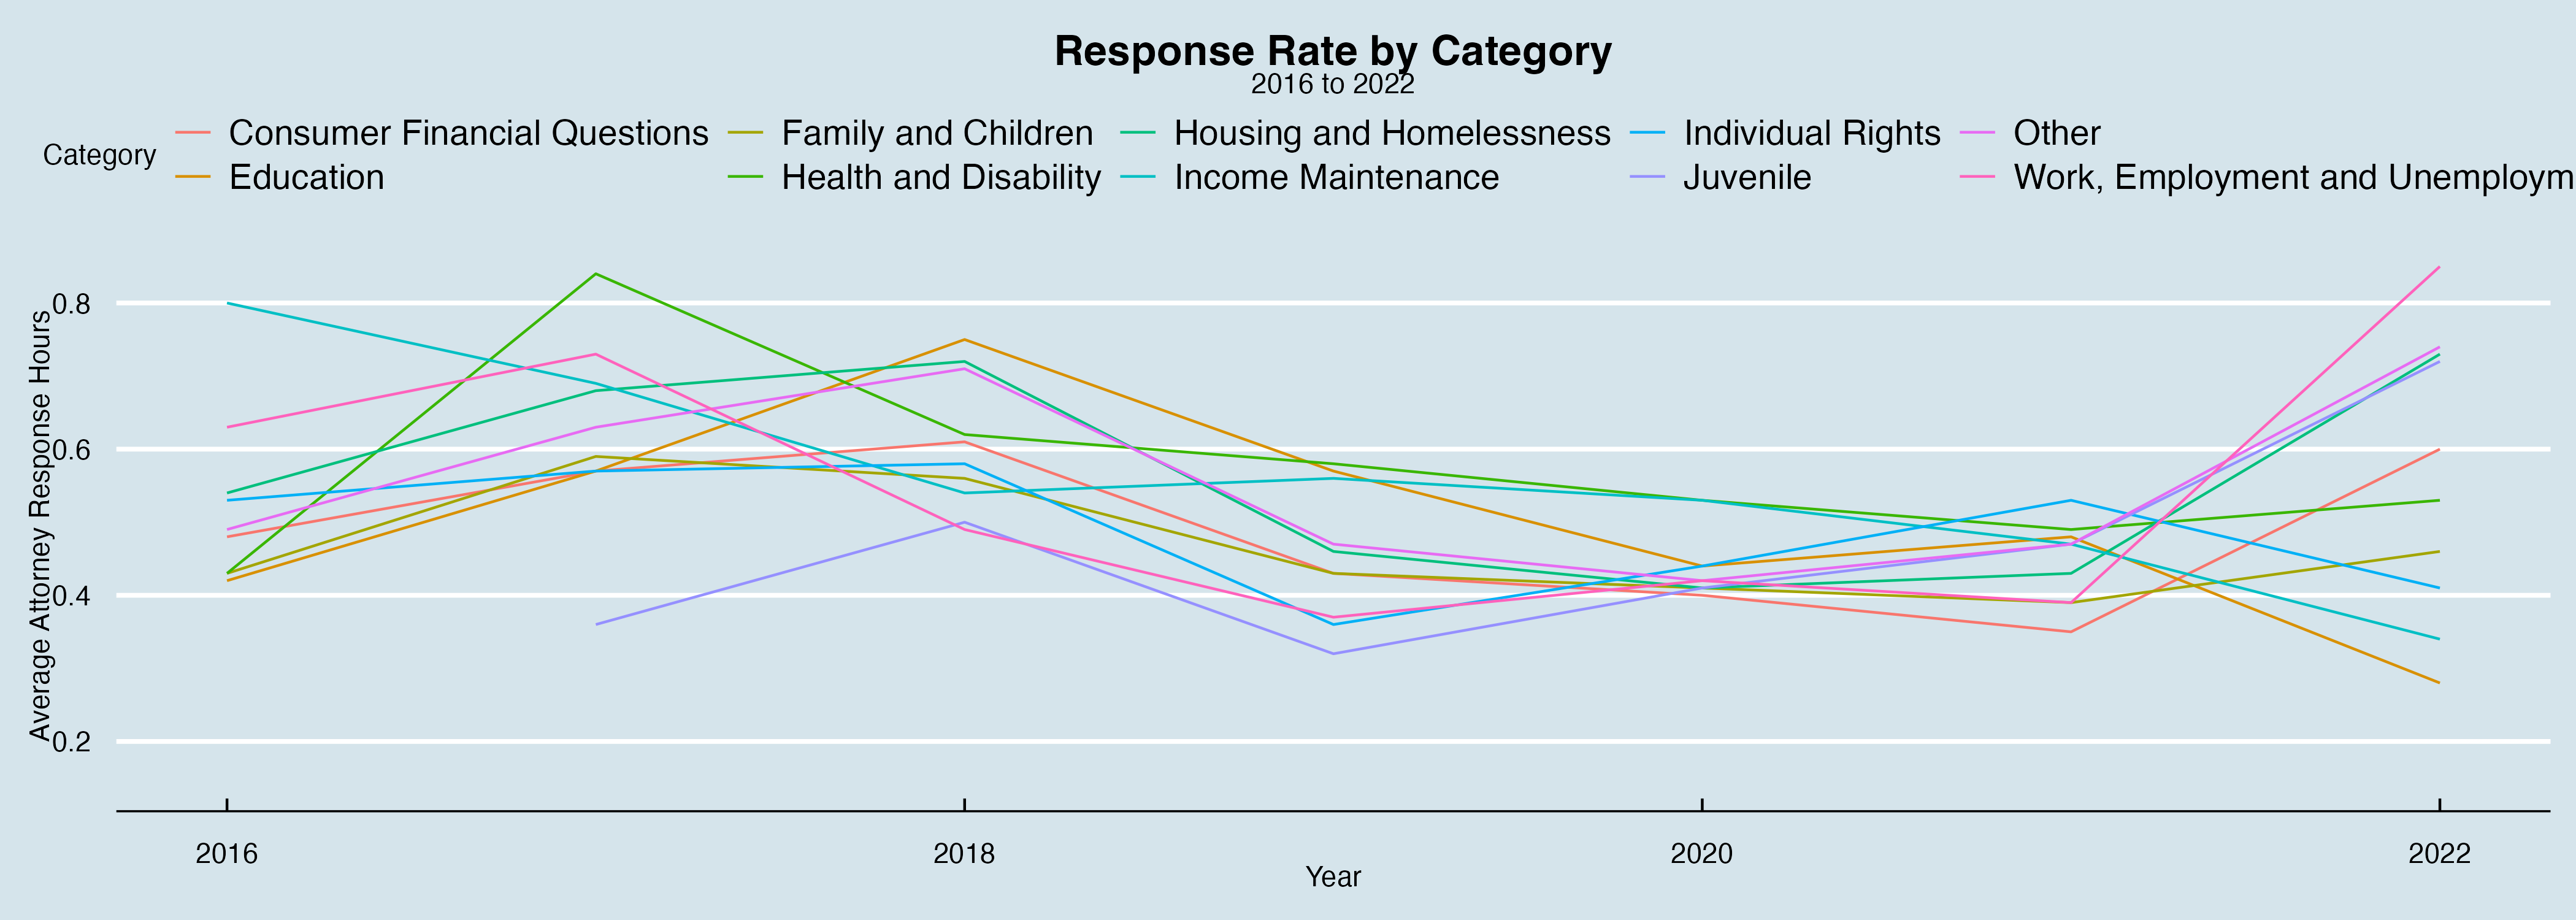 Response Rate by Category
2016 to 2022
Category
Consumer Financial Questions
Family and Children
Housing and Homelessness
Individual Rights
Other
Education
Health and Disability
Income Maintenance
Juvenile
Work, Employment and Unemploym
Average Attorney Response Hours
0.8
0.6
0.4
0.2
2016
2018
2020
2022
Year